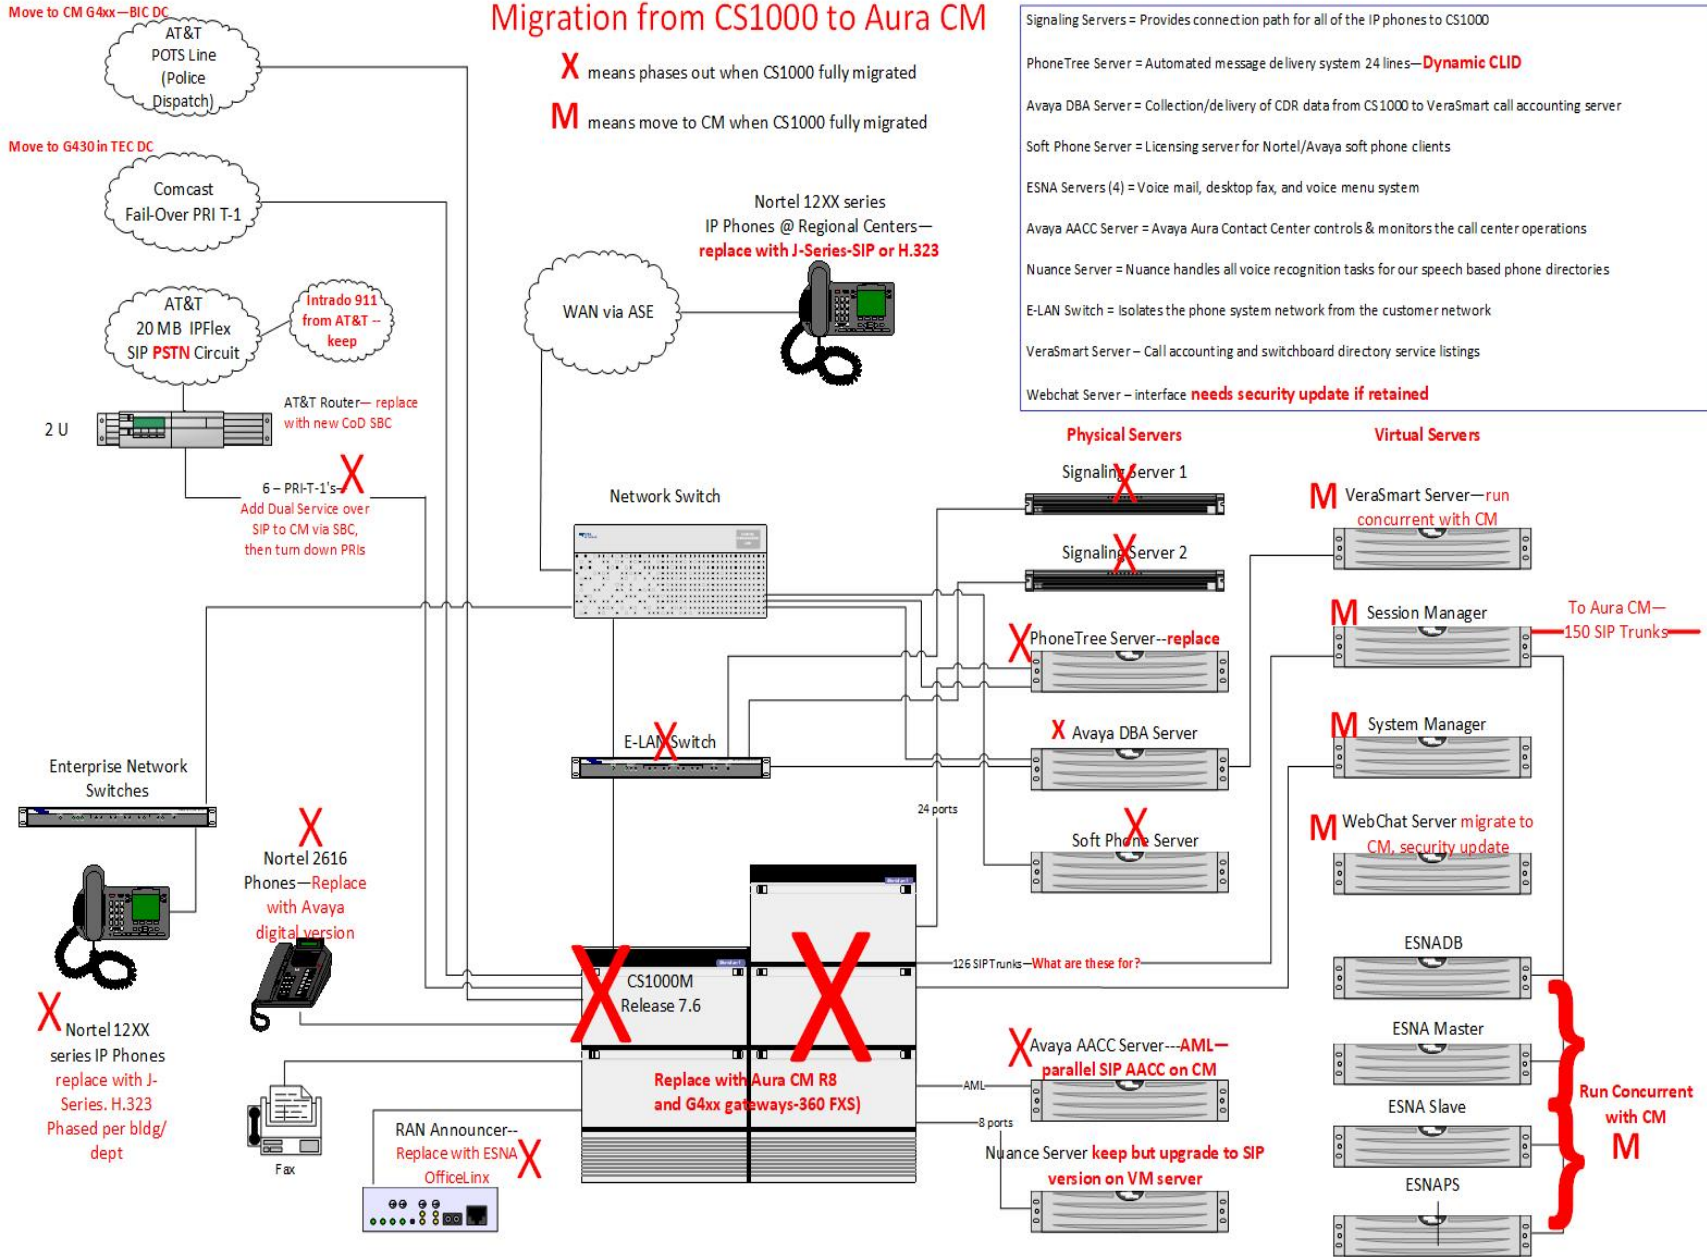 Migration from CS1000 to Aura CM
X means phases out when CS1000 fully migrated
M means move to CM when CS1000 fully migrated
Signaling Servers = Provides connection path for all of the IP phones to CS1000
PhoneTree Server = Automated message delivery system 24 lines—Dynamic CLID
Avaya DBA Server = Collection/delivery of CDR data from CS1000 to VeraSmart call accounting server
Soft Phone Server = Licensing server for Nortel/Avaya soft phone clients
ESNA Servers (4) = Voice mail, desktop fax, and voice menu system
Avaya AACC Server = Avaya Aura Contact Center controls & monitors the call center operations
Nuance Server = Nuance handles all voice recognition tasks for our speech based phone directories
E-LAN Switch = Isolates the phone system network from the customer network
VeraSmart Server – Call accounting and switchboard directory service listings
Webchat Server – interface needs security update if retained
Move to CM G4xx—BIC DC
AT&T
POTS Line
(Police
Dispatch)
Move to G430 in TEC DC
Comcast
Fail-Over PRI T-1
AT&T
20 MB IPFlex
SIP PSTN Circuit
Intrado 911
from AT&T --
keep
2 U
AT&T Router— replace
with new CoD SBC
X
6 – PRI-T-1's—
Add Dual Service over
SIP to CM via SBC,
then turn down PRIs
Nortel 12XX series
IP Phones @ Regional Centers—
replace with J-Series-SIP or H.323
WAN via ASE
Network Switch
X
E-LAN Switch
Enterprise Network
Switches
X
Nortel 12XX
series IP Phones
replace with J-
Series. H.323
Phased per bldg/
dept
X
Nortel 2616
Phones—Replace
with Avaya
digital version
Fax
RAN Announcer--
Replace with ESNA
OfficeLinx
X
X
CS1000M
Release 7.6
X
Replace with Aura CM R8
and G4xx gateways-360 FXS)
24 ports
126 SIP Trunks—What are these for?
AML
8 ports
Physical Servers
Signaling Server 1
X
Signaling Server 2
X
X PhoneTree Server--replace
X Avaya DBA Server
Soft Phone Server
X
X Avaya AACC Server---AML—
parallel SIP AACC on CM
Nuance Server keep but upgrade to SIP
version on VM server
Virtual Servers
M VeraSmart Server—run
concurrent with CM
M Session Manager
To Aura CM—
150 SIP Trunks
M System Manager
M WebChat Server migrate to
CM, security update
ESNADB
ESNA Master
ESNA Slave
ESNAPS
Run Concurrent
with CM
M